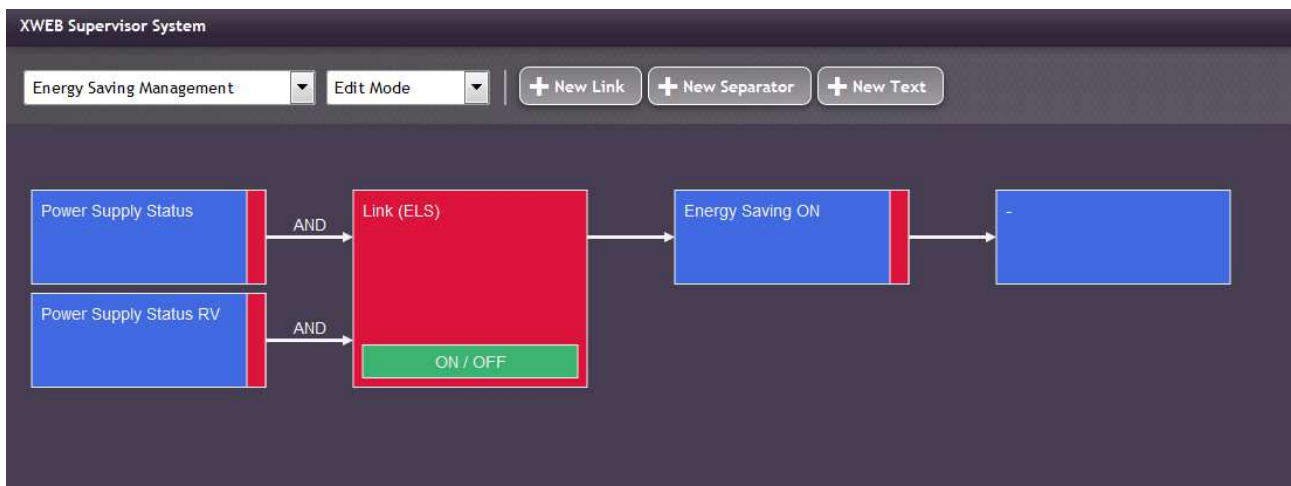 XWEB Supervisor System
Energy Saving Management
Edit Mode
+ New Link
+ New Separator
+ New Text
Power Supply Status
AND
Link (ELS)
Energy Saving ON
-
Power Supply Status RV
AND
ON / OFF